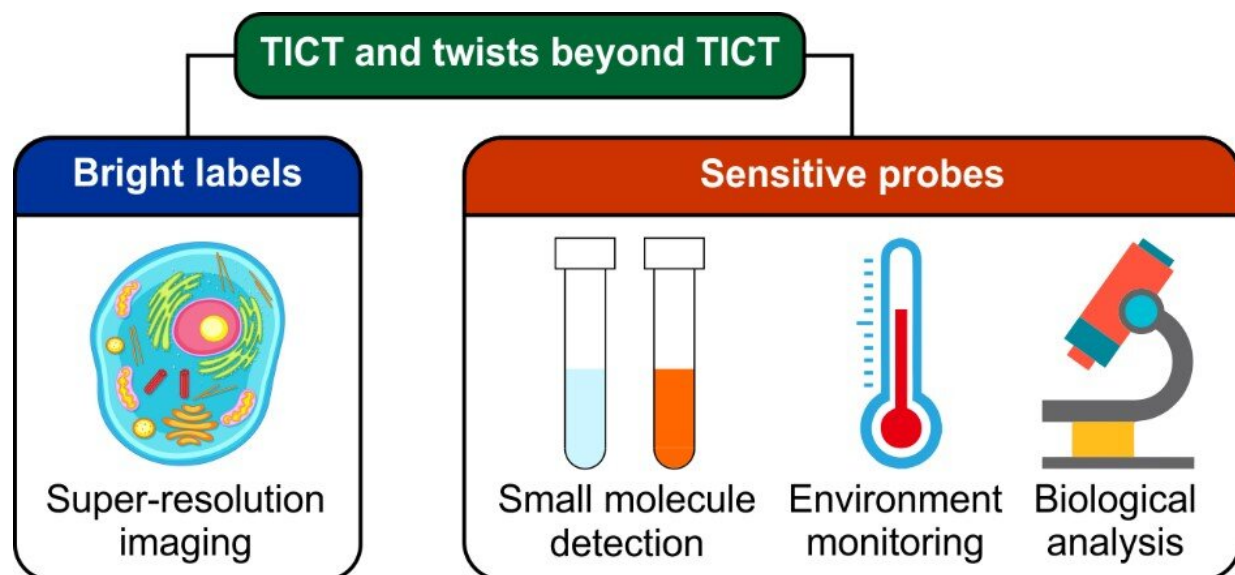 TICT and twists beyond TICT
Bright labels
Super-resolution
imaging
Sensitive probes
Small molecule
detection
Environment
monitoring
Biological
analysis